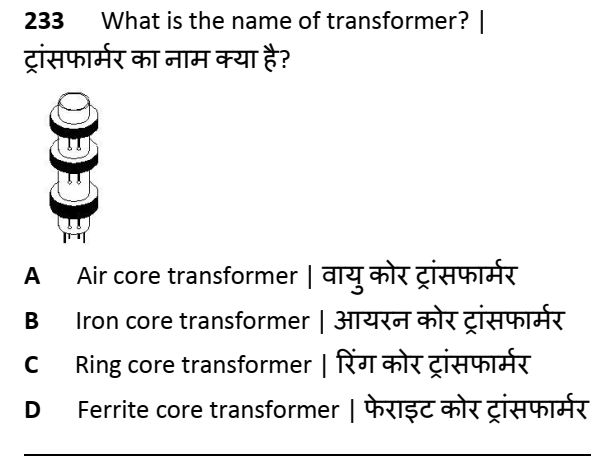 233 What is the name of transformer? |
ट्रांसफार्मर का नाम क्या है?
A Air core transformer | वायु कोर ट्रांसफार्मर
B Iron core transformer | आयरन कोर ट्रांसफार्मर
C Ring core transformer | रिंग कोर ट्रांसफार्मर
D Ferrite core transformer | फेराइट कोर ट्रांसफार्मर